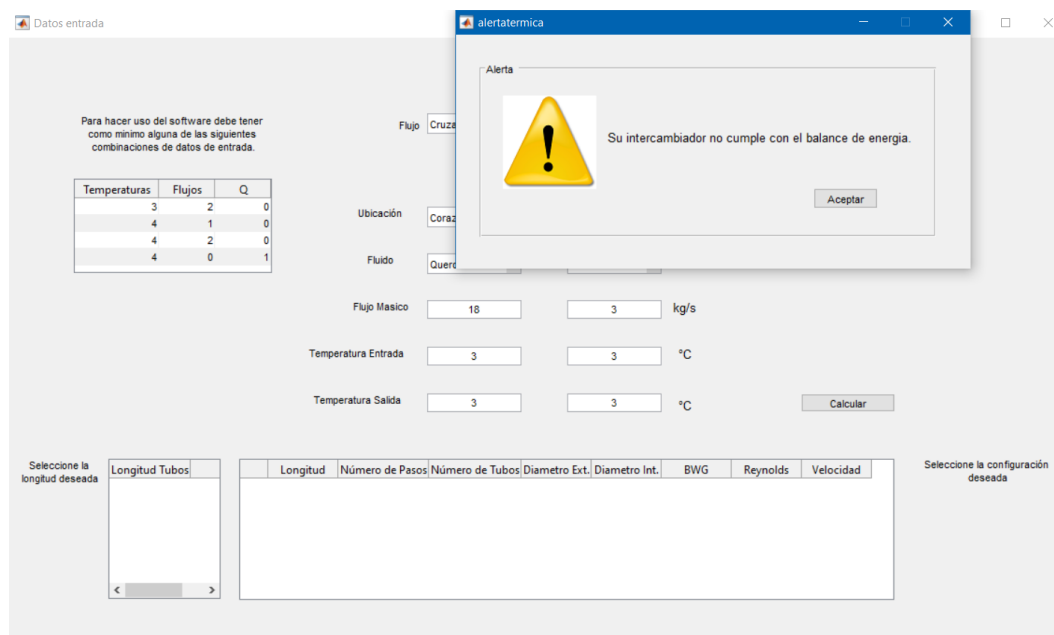 Datos entrada
alertatermica
Alerta
Su intercambiador no cumple con el balance de energia.
Aceptar
Para hacer uso del software debe tener
como minimo alguna de las siguientes
combinaciones de datos de entrada.
Temperaturas Flujos Q
3 2 0
4 1 0
4 2 0
4 0 1
Flujo Cruza
Ubicación Coraz
Fluido Quero
Flujo Masico 18 3 kg/s
Temperatura Entrada 3 3 °C
Temperatura Salida 3 3 °C
Calcular
Seleccione la
longitud deseada
Longitud Tubos
Longitud Número de Pasos Número de Tubos Diametro Ext. Diametro Int. BWG Reynolds Velocidad
Seleccione la configuración
deseada